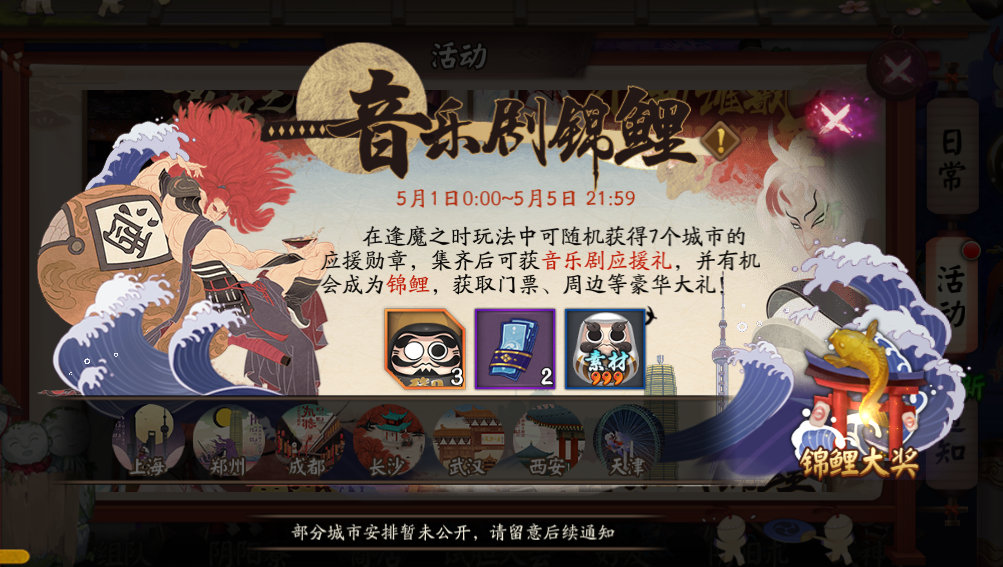 活动
音乐剧锦鲤
5月1日0:00~5月5日 21:59
在逢魔之时玩法中可随机获得7个城市的
应援勋章，集齐后可获音乐剧应援礼，并有机
会成为锦鲤，获取门票、周边等豪华大礼！
酒
3
2
素材
999
日常
活动
上海
郑州
成都
长沙
武汉
西安
天津
锦鲤大奖
部分城市安排暂未公开，请留意后续通知